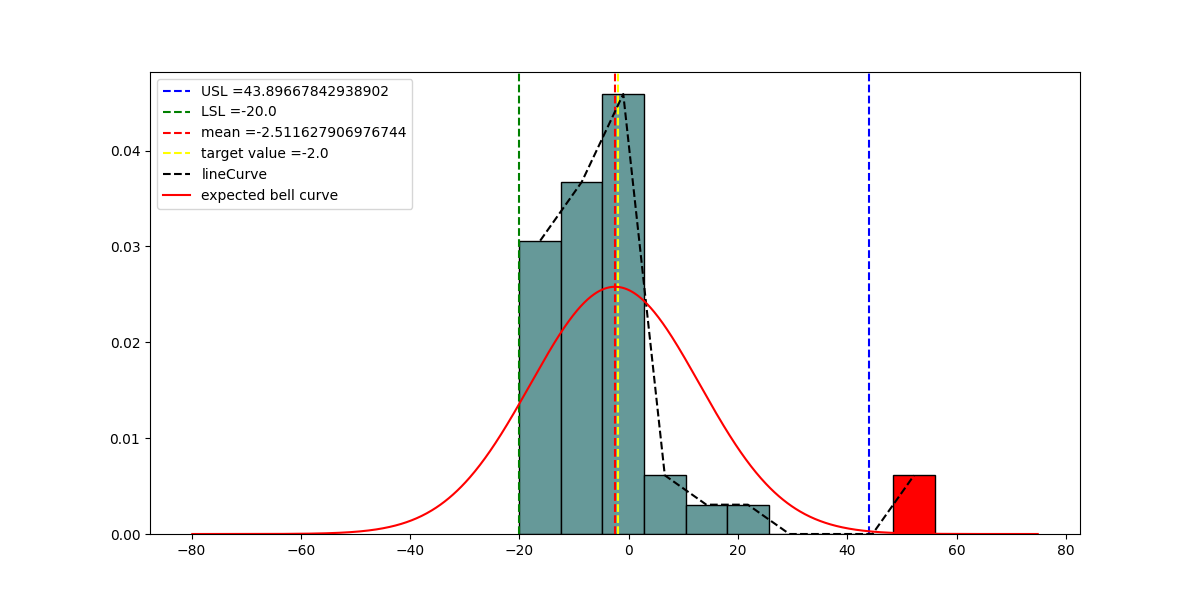 USL =43.89667842938902
LSL =-20.0
mean =-2.511627906976744
target value =-2.0
lineCurve
expected bell curve
0.04
0.03
0.02
0.01
0.00
−80 −60 −40 −20 0 20 40 60 80